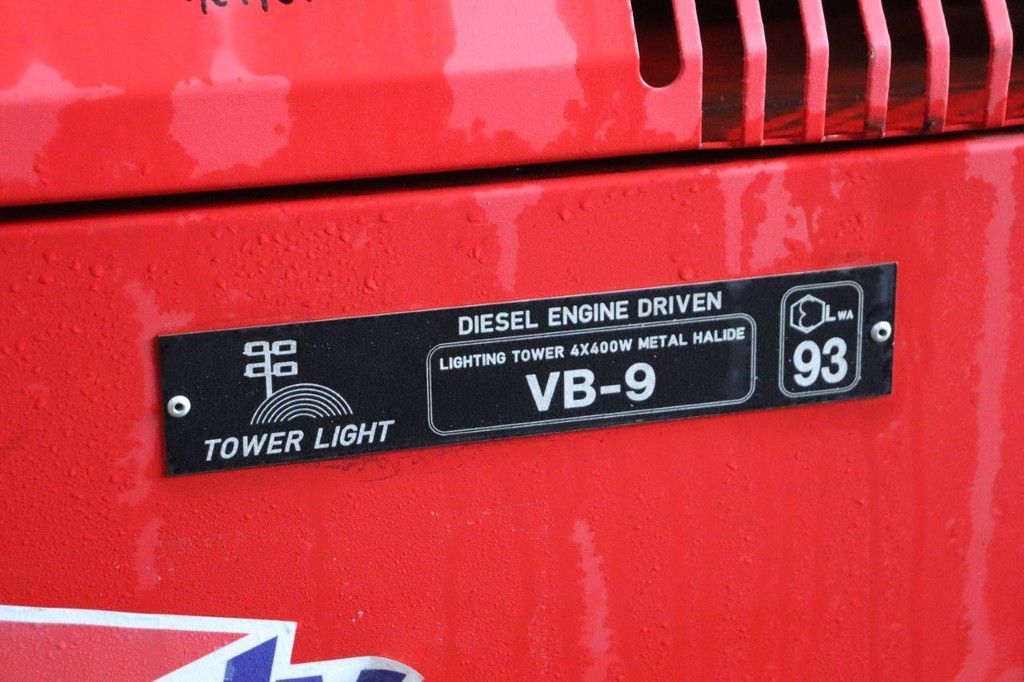 DIESEL ENGINE DRIVEN
LIGHTING TOWER 4X400W METAL HALIDE
VB-9
TOWER LIGHT
LWA
93